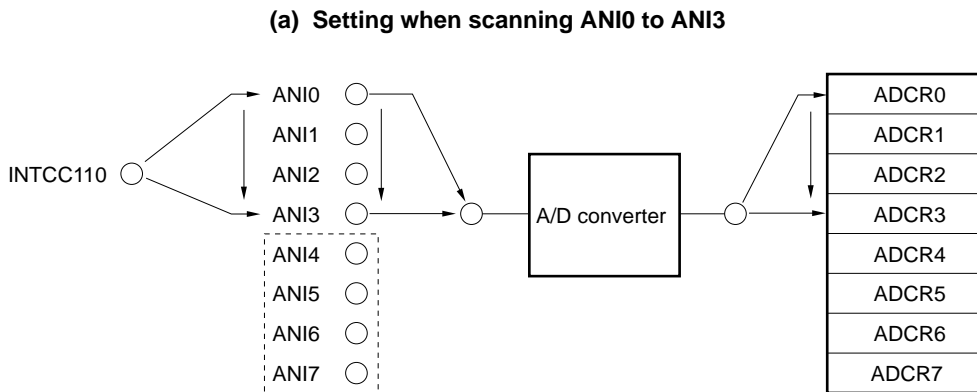 (a) Setting when scanning ANI0 to ANI3
ANI0
ADCR0
ANI1
ADCR1
INTCC110
ANI2
ADCR2
ANI3
A/D converter
ADCR3
ANI4
ADCR4
ANI5
ADCR5
ANI6
ADCR6
ANI7
ADCR7